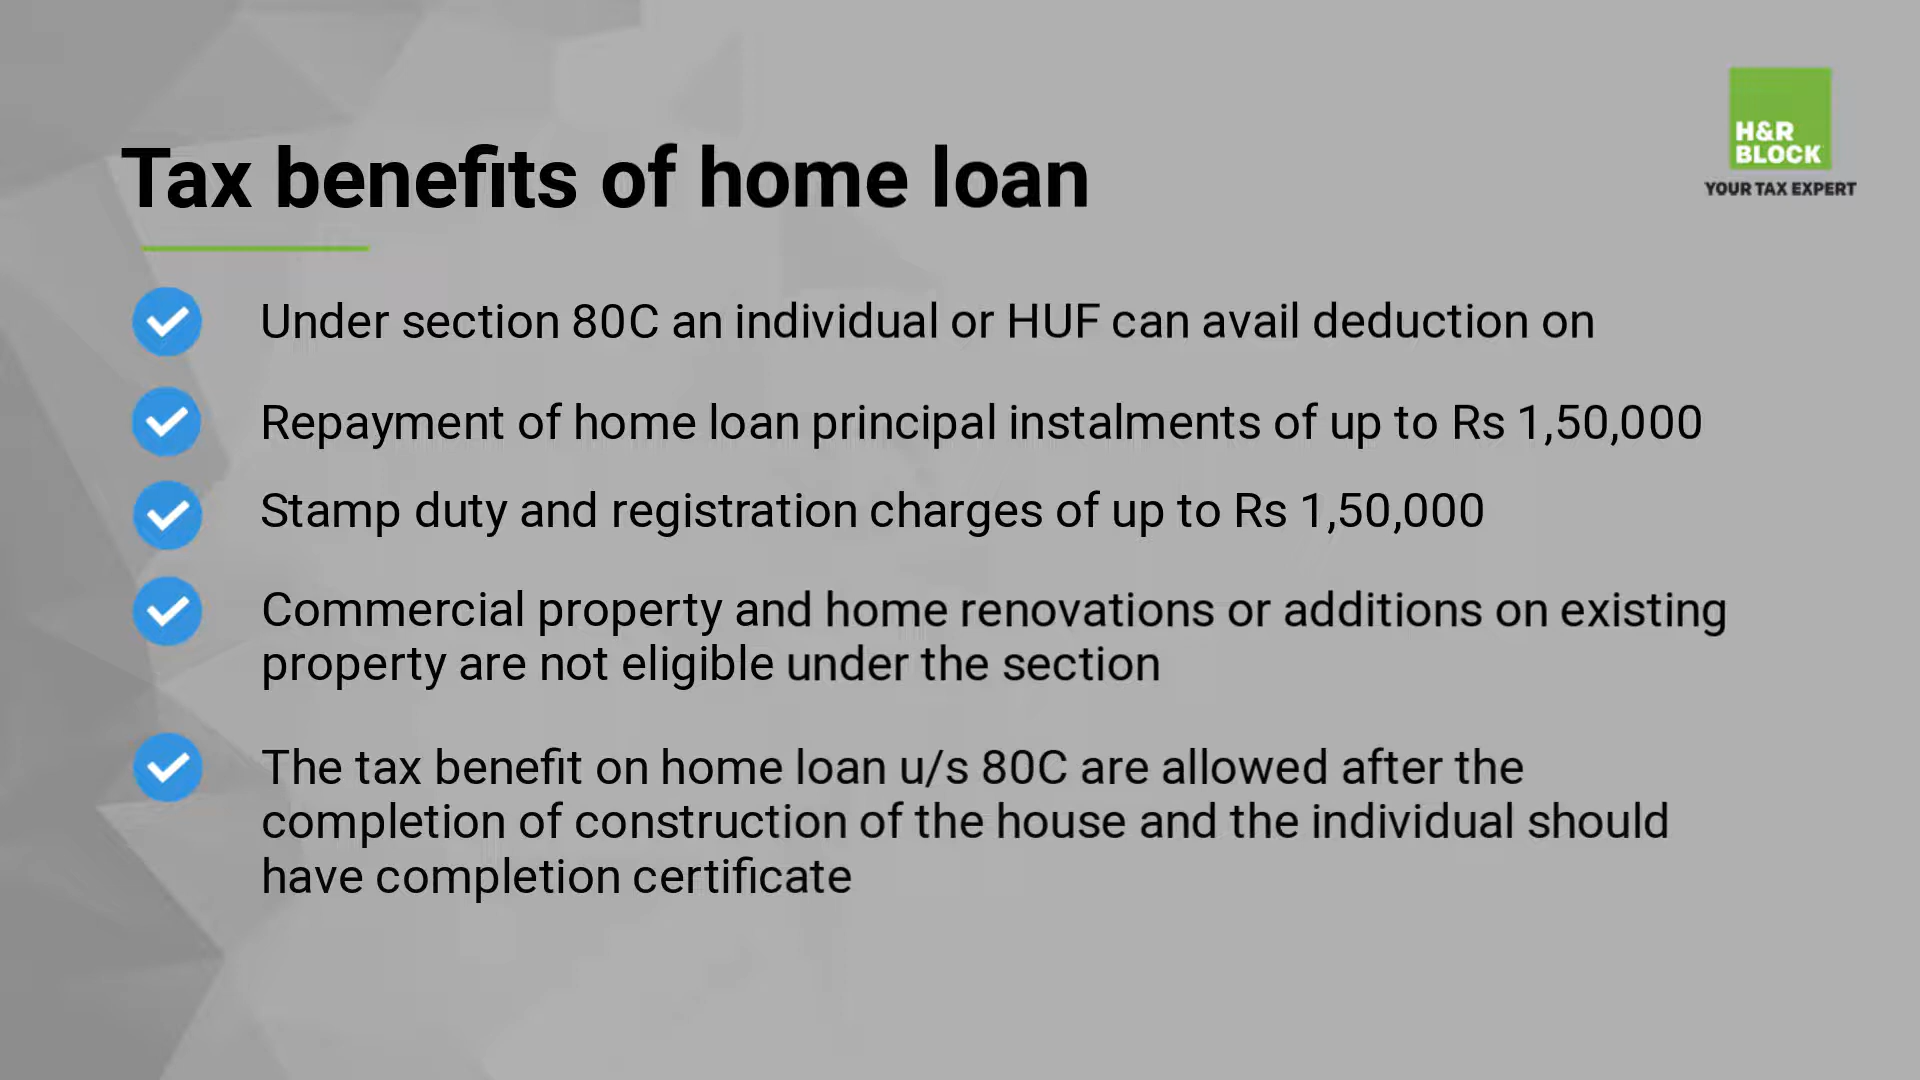 H&R
BLOCK
YOUR TAX EXPERT
Tax benefits of home loan
Under section 80C an individual or HUF can avail deduction on
Repayment of home loan principal instalments of up to Rs 1,50,000
Stamp duty and registration charges of up to Rs 1,50,000
Commercial property and home renovations or additions on existing
property are not eligible under the section
The tax benefit on home loan u/s 80C are allowed after the
completion of construction of the house and the individual should
have completion certificate